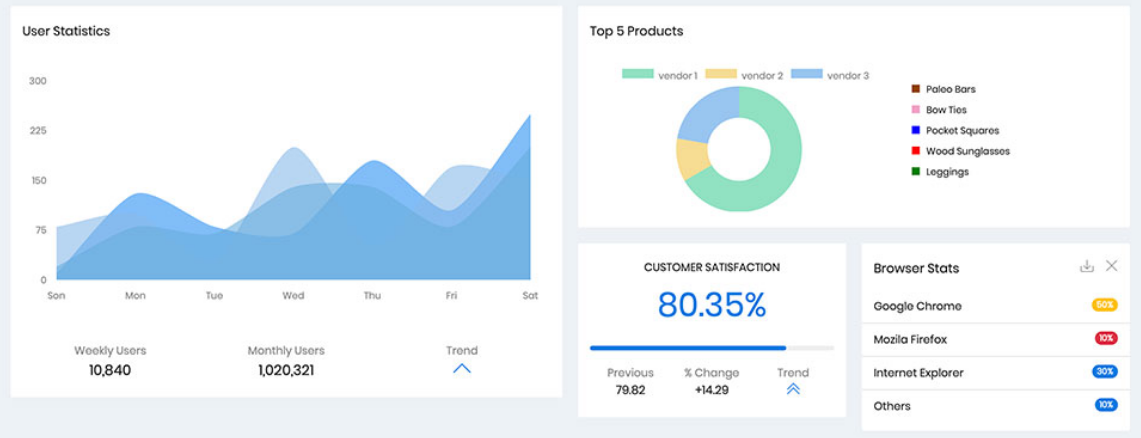 User Statistics
300
225
150
75
0
Son Mon Tue Wed Thu Fri Sat
Weekly Users Monthly Users Trend
10,840 1,020,321
Top 5 Products
vendor 1 vendor 2 vendor 3
Paleo Bars
Bow Ties
Pocket Squares
Wood Sunglasses
Leggings
CUSTOMER SATISFACTION
80.35%
Previous % Change Trend
79.82 +14.29
Browser Stats
Google Chrome 50%
Mozila Firefox 10%
Internet Explorer 30%
Others 10%